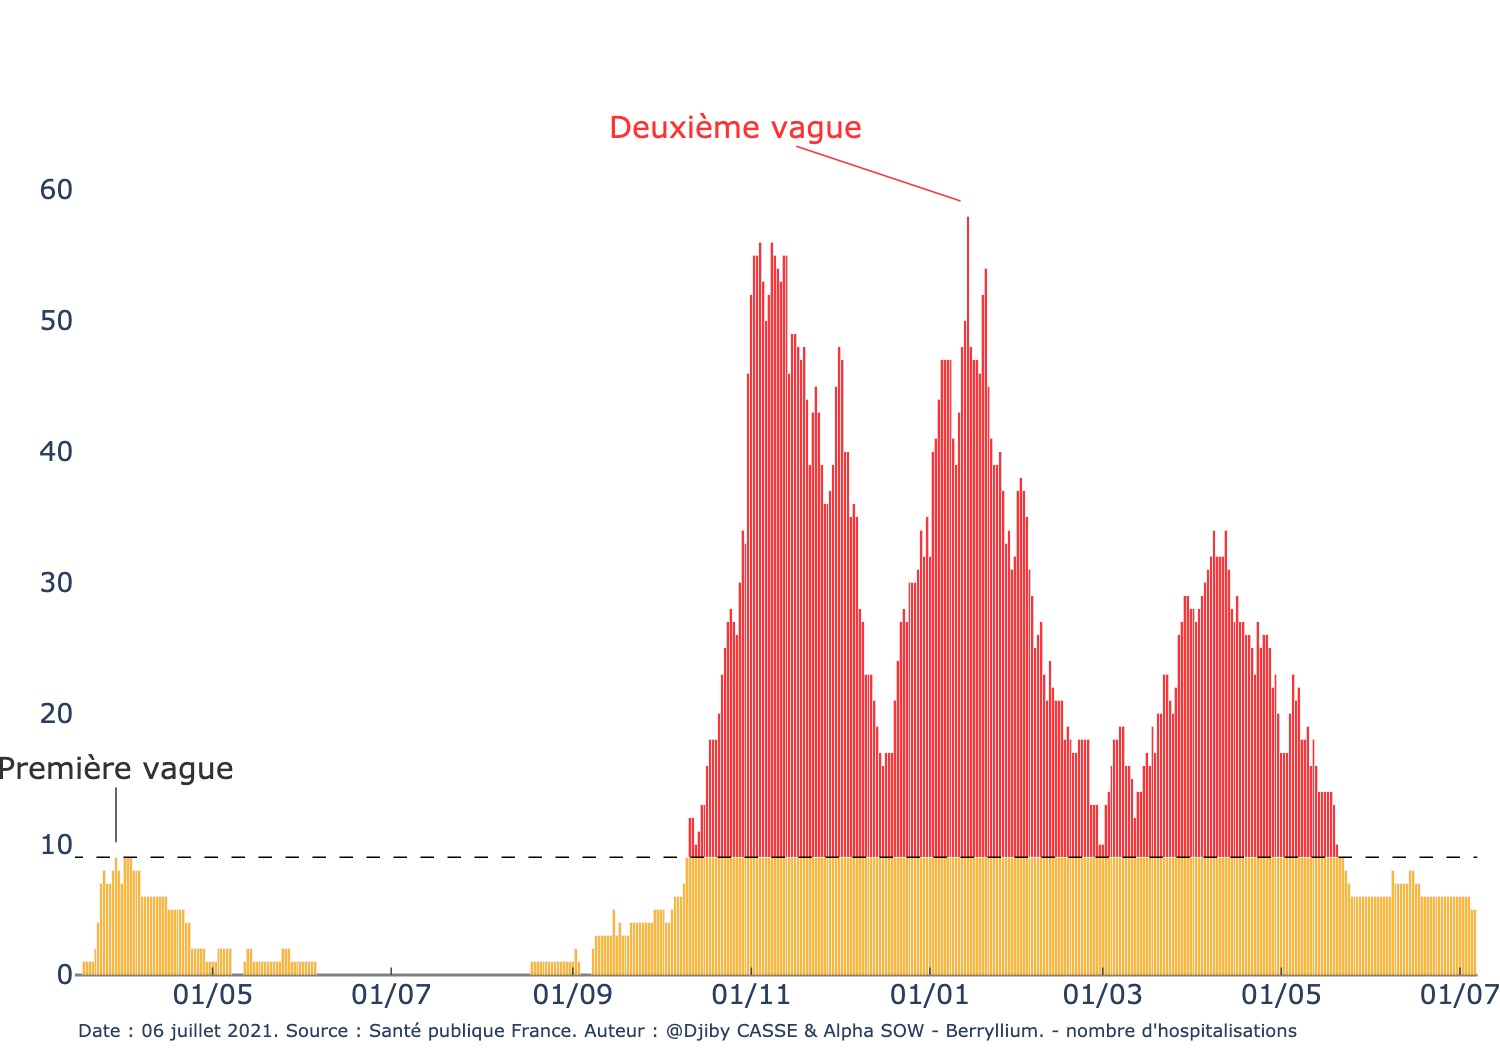 Deuxième vague
60
50
40
30
20
Première vague
10
0
01/05 01/07 01/09 01/11 01/01 01/03 01/05 01/07
Date : 06 juillet 2021. Source : Santé publique France. Auteur : @Djiby CASSE & Alpha SOW - Berryllium. - nombre d'hospitalisations